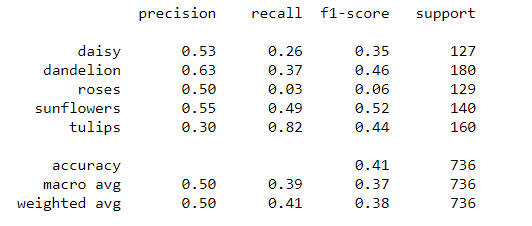 precision recall f1-score support
daisy 0.53 0.26 0.35 127
dandelion 0.63 0.37 0.46 180
roses 0.50 0.03 0.06 129
sunflowers 0.55 0.49 0.52 140
tulips 0.30 0.82 0.44 160
accuracy 0.41 736
macro avg 0.50 0.39 0.37 736
weighted avg 0.50 0.41 0.38 736